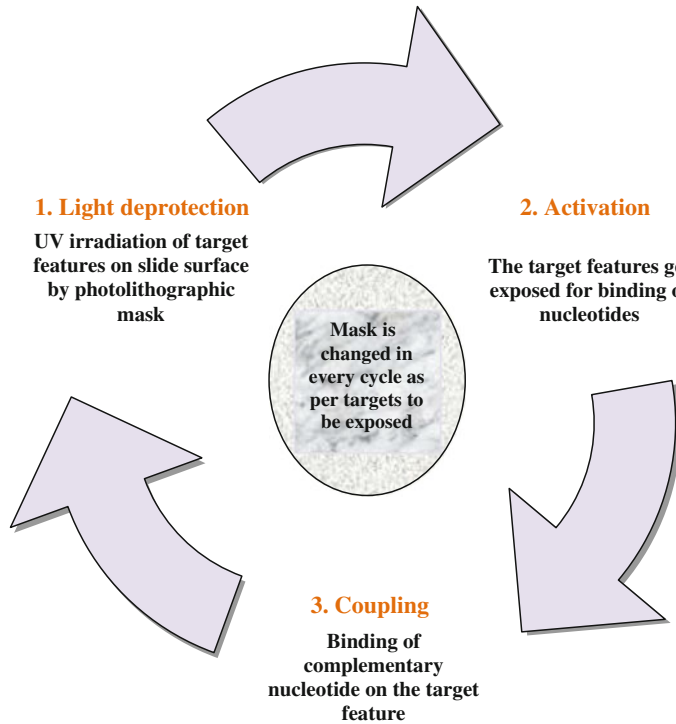 1. Light deprotection
UV irradiation of target
features on slide surface
by photolithographic
mask
2. Activation
The target features
exposed for binding
nucleotides
Mask is
changed in
every cycle as
per targets to
be exposed
3. Coupling
Binding of
complementary
nucleotide on the target
feature